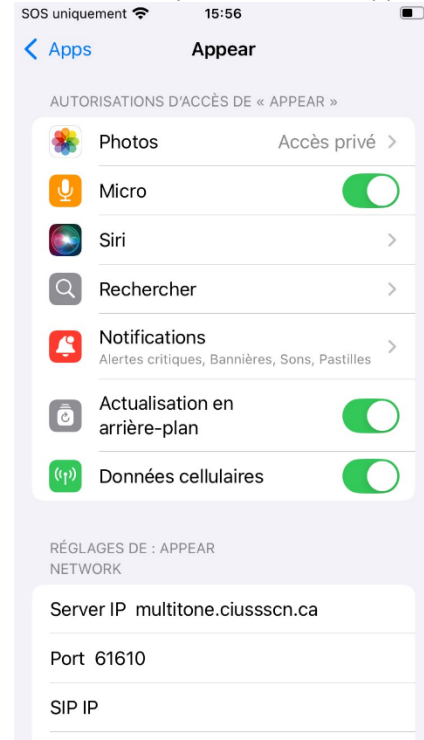 SOS uniquement 15:56
Apps Appear
AUTORISATIONS D'ACCÈS DE « APPEAR »
Photos Accès privé
Micro
Siri
Rechercher
Notifications
Alertes critiques, Bannières, Sons, Pastilles
Actualisation en
arrière-plan
Données cellulaires
RÉGLAGES DE : APPEAR
NETWORK
Server IP multitone.ciussscn.ca
Port 61610
SIP IP